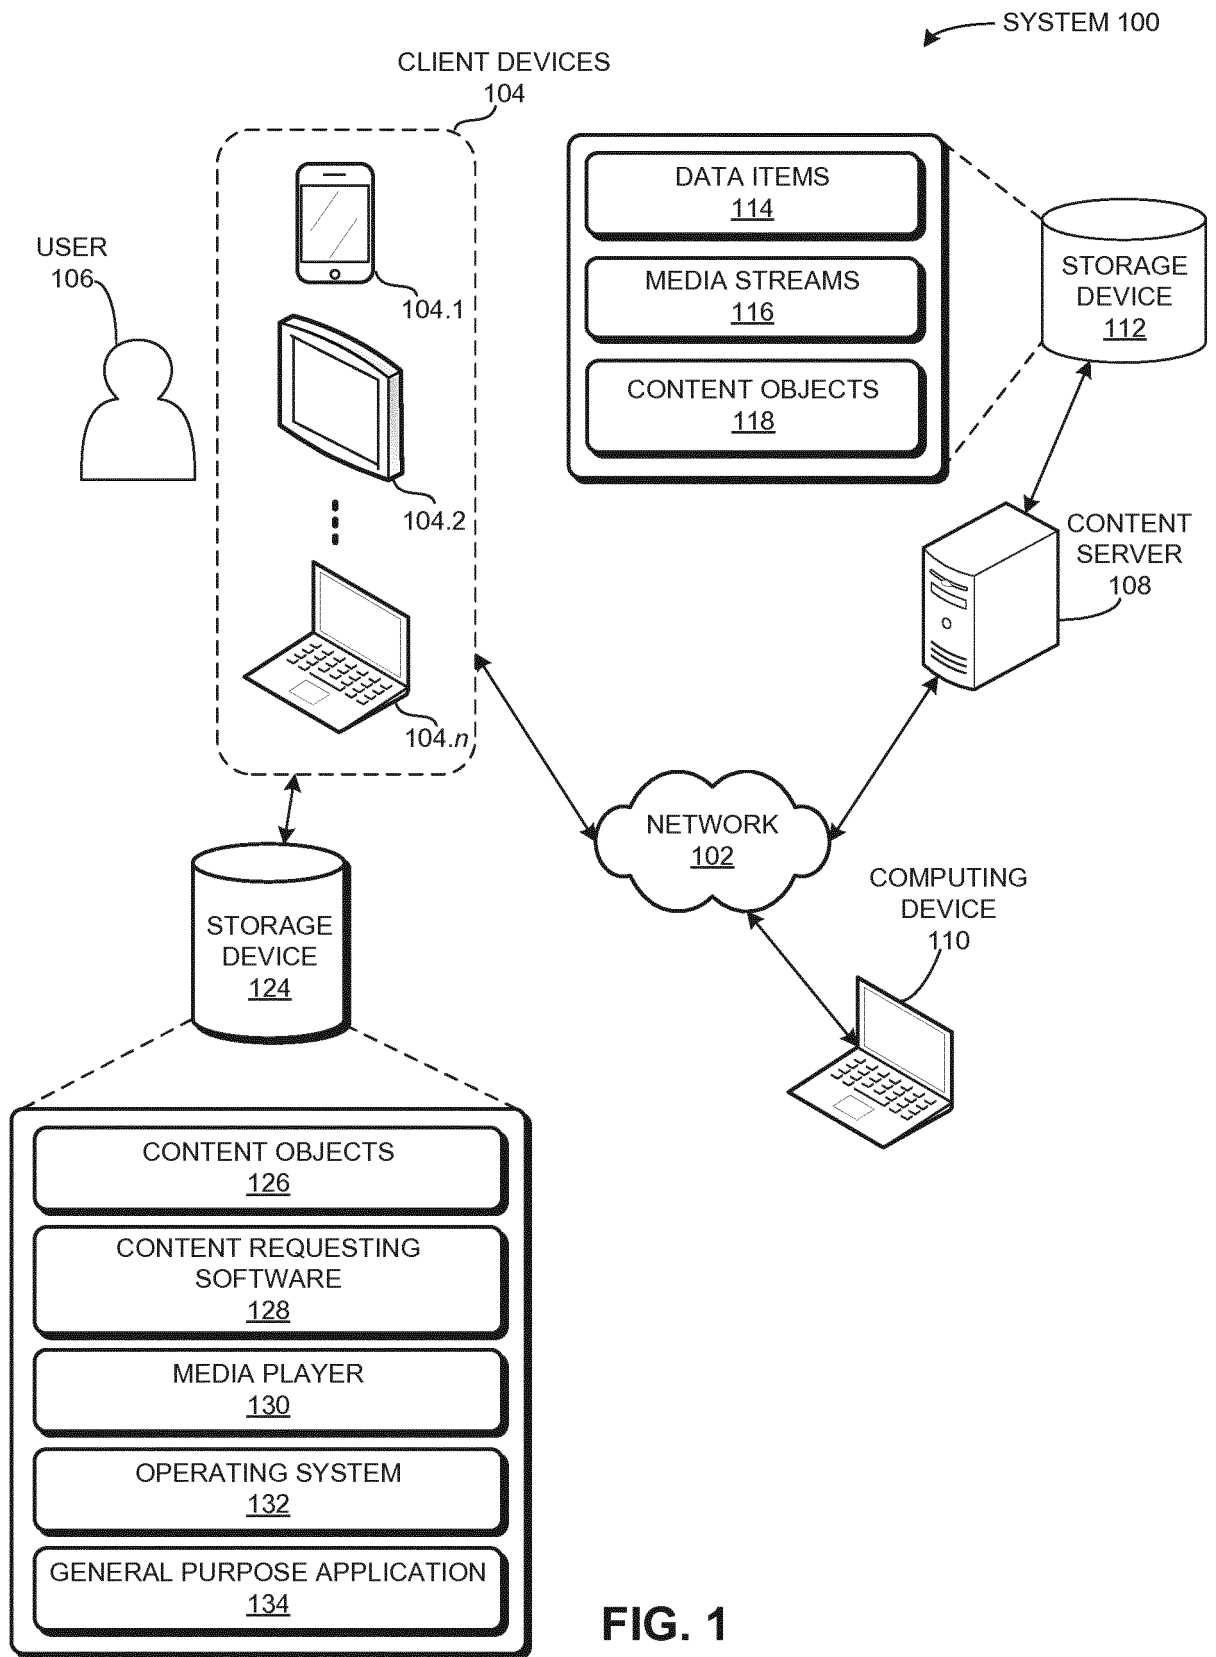 SYSTEM 100
CLIENT DEVICES
104
DATA ITEMS
114
MEDIA STREAMS
116
CONTENT OBJECTS
118
STORAGE
DEVICE
112
USER
106
104.1
104.2
104.n
CONTENT
SERVER
108
NETWORK
102
COMPUTING
DEVICE
110
STORAGE
DEVICE
124
CONTENT OBJECTS
126
CONTENT REQUESTING
SOFTWARE
128
MEDIA PLAYER
130
OPERATING SYSTEM
132
GENERAL PURPOSE APPLICATION
134
FIG. 1